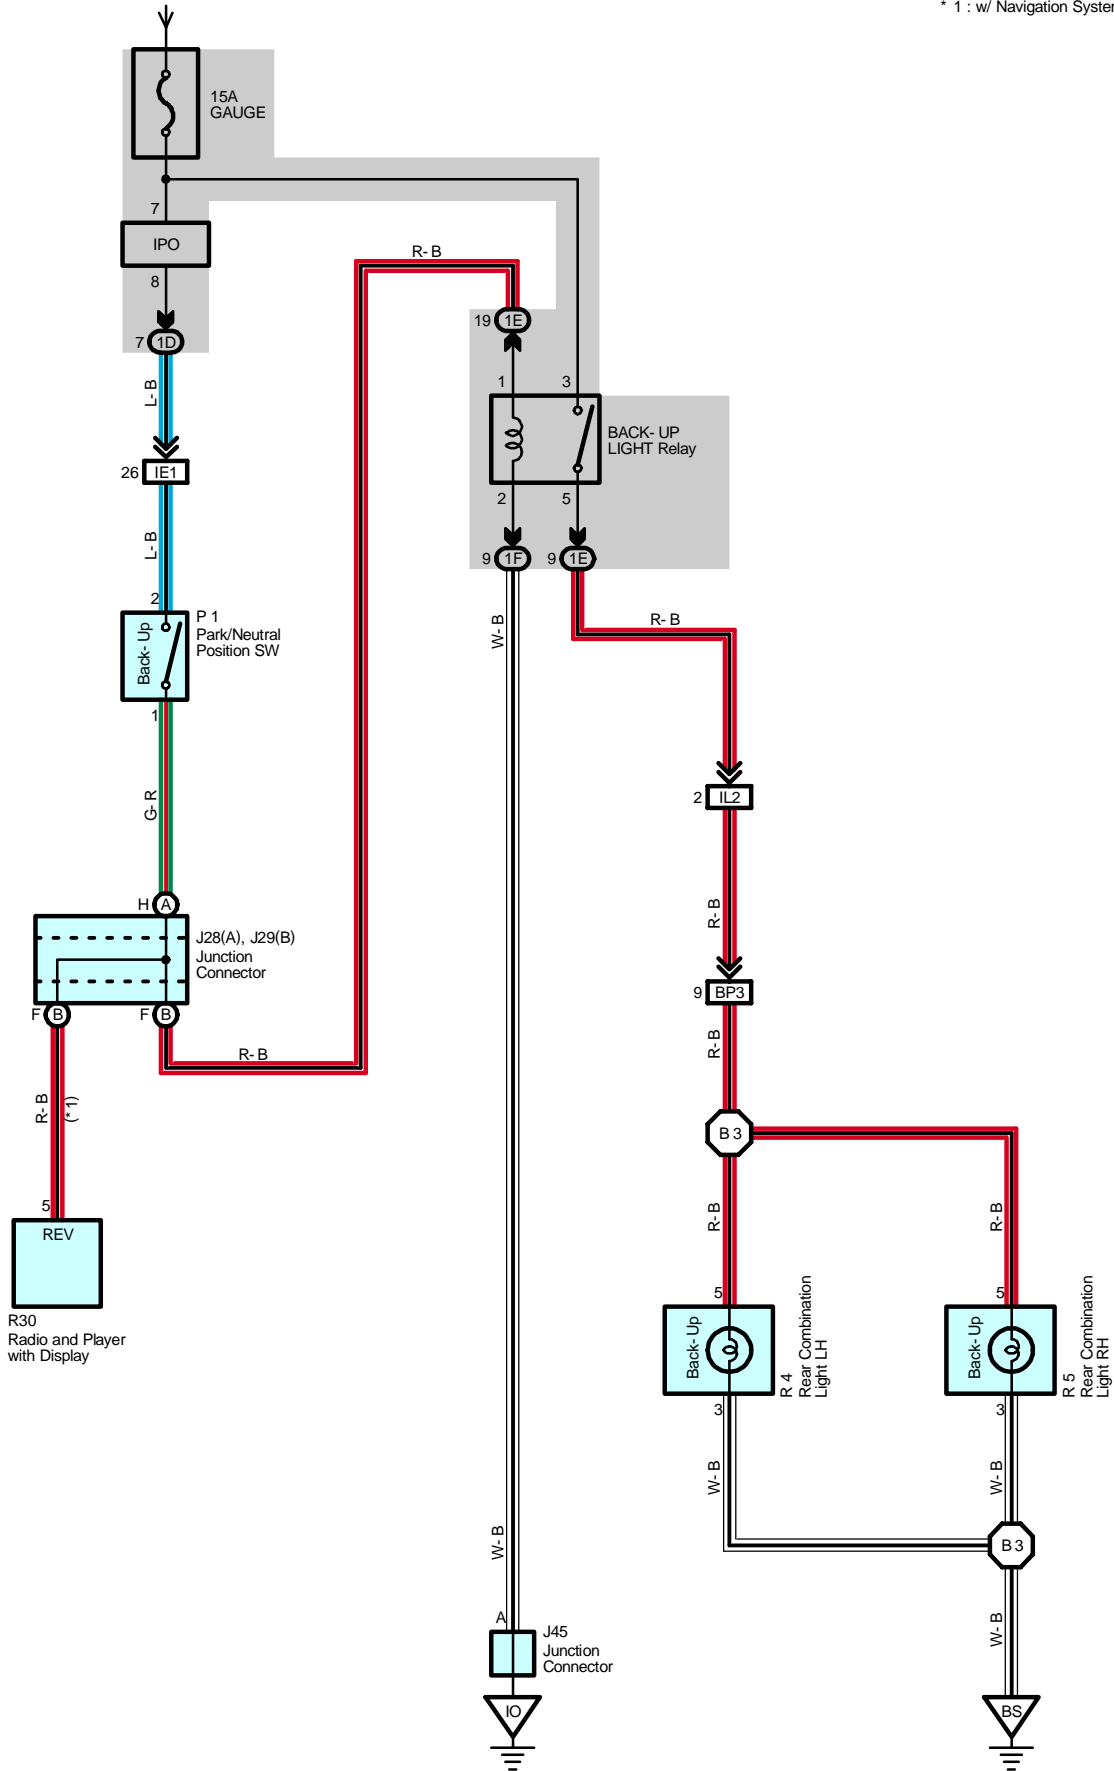 * 1 : w/ Navigation System
15A
GAUGE
7
IPO
8
7 1D
L- B
26 IE1
L- B
2
Back- Up
P 1
Park/Neutral
Position SW
1
G- R
H A
J28(A), J29(B)
Junction
Connector
F B
F B
R- B
R- B
(* 1)
5
REV
R30
Radio and Player
with Display
R- B
19 1E
1
3
BACK- UP
LIGHT Relay
2
5
9 1F
9 1E
W- B
R- B
2 IL2
R- B
9 BP3
R- B
B 3
R- B
R- B
5
Back- Up
R 4
Rear Combination
Light LH
3
5
Back- Up
R 5
Rear Combination
Light RH
3
W- B
W- B
B 3
W- B
W- B
A
J45
Junction
Connector
IO
BS